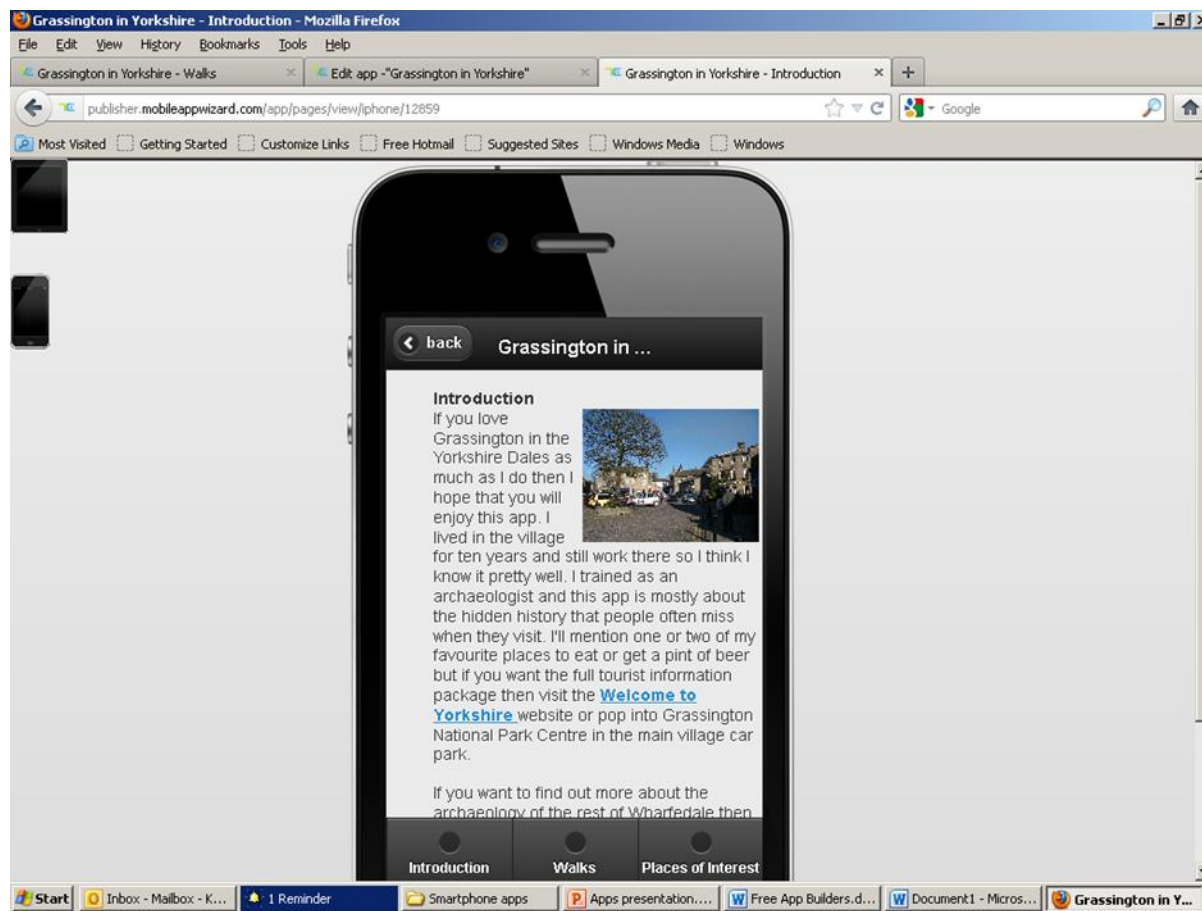 Grassington in Yorkshire - Introduction - Mozilla Firefox
File Edit View History Bookmarks Tools Help
Grassington in Yorkshire - Walks
Edit app -"Grassington in Yorkshire"
Grassington in Yorkshire - Introduction
publisher.mobileappwizard.com/app/pages/view/iphone/12859
Google
Most Visited Getting Started Customize Links Free Hotmail Suggested Sites Windows Media Windows
back
Grassington in ...
Introduction
If you love
Grassington in the
Yorkshire Dales as
much as I do then I
hope that you will
enjoy this app. I
lived in the village
for ten years and still work there so I think I
know it pretty well. I trained as an
archaeologist and this app is mostly about
the hidden history that people often miss
when they visit. I'll mention one or two of my
favourite places to eat or get a pint of beer
but if you want the full tourist information
package then visit the Welcome to
Yorkshire website or pop into Grassington
National Park Centre in the main village car
park.
If you want to find out more about the
archaeology of the rest of Wharfedale then
Introduction Walks Places of Interest
Start Inbox - Mailbox - K... 1 Reminder Smartphone apps Apps presentation.... Free App Builders.d... Document1 - Micros... Grassington in Y...